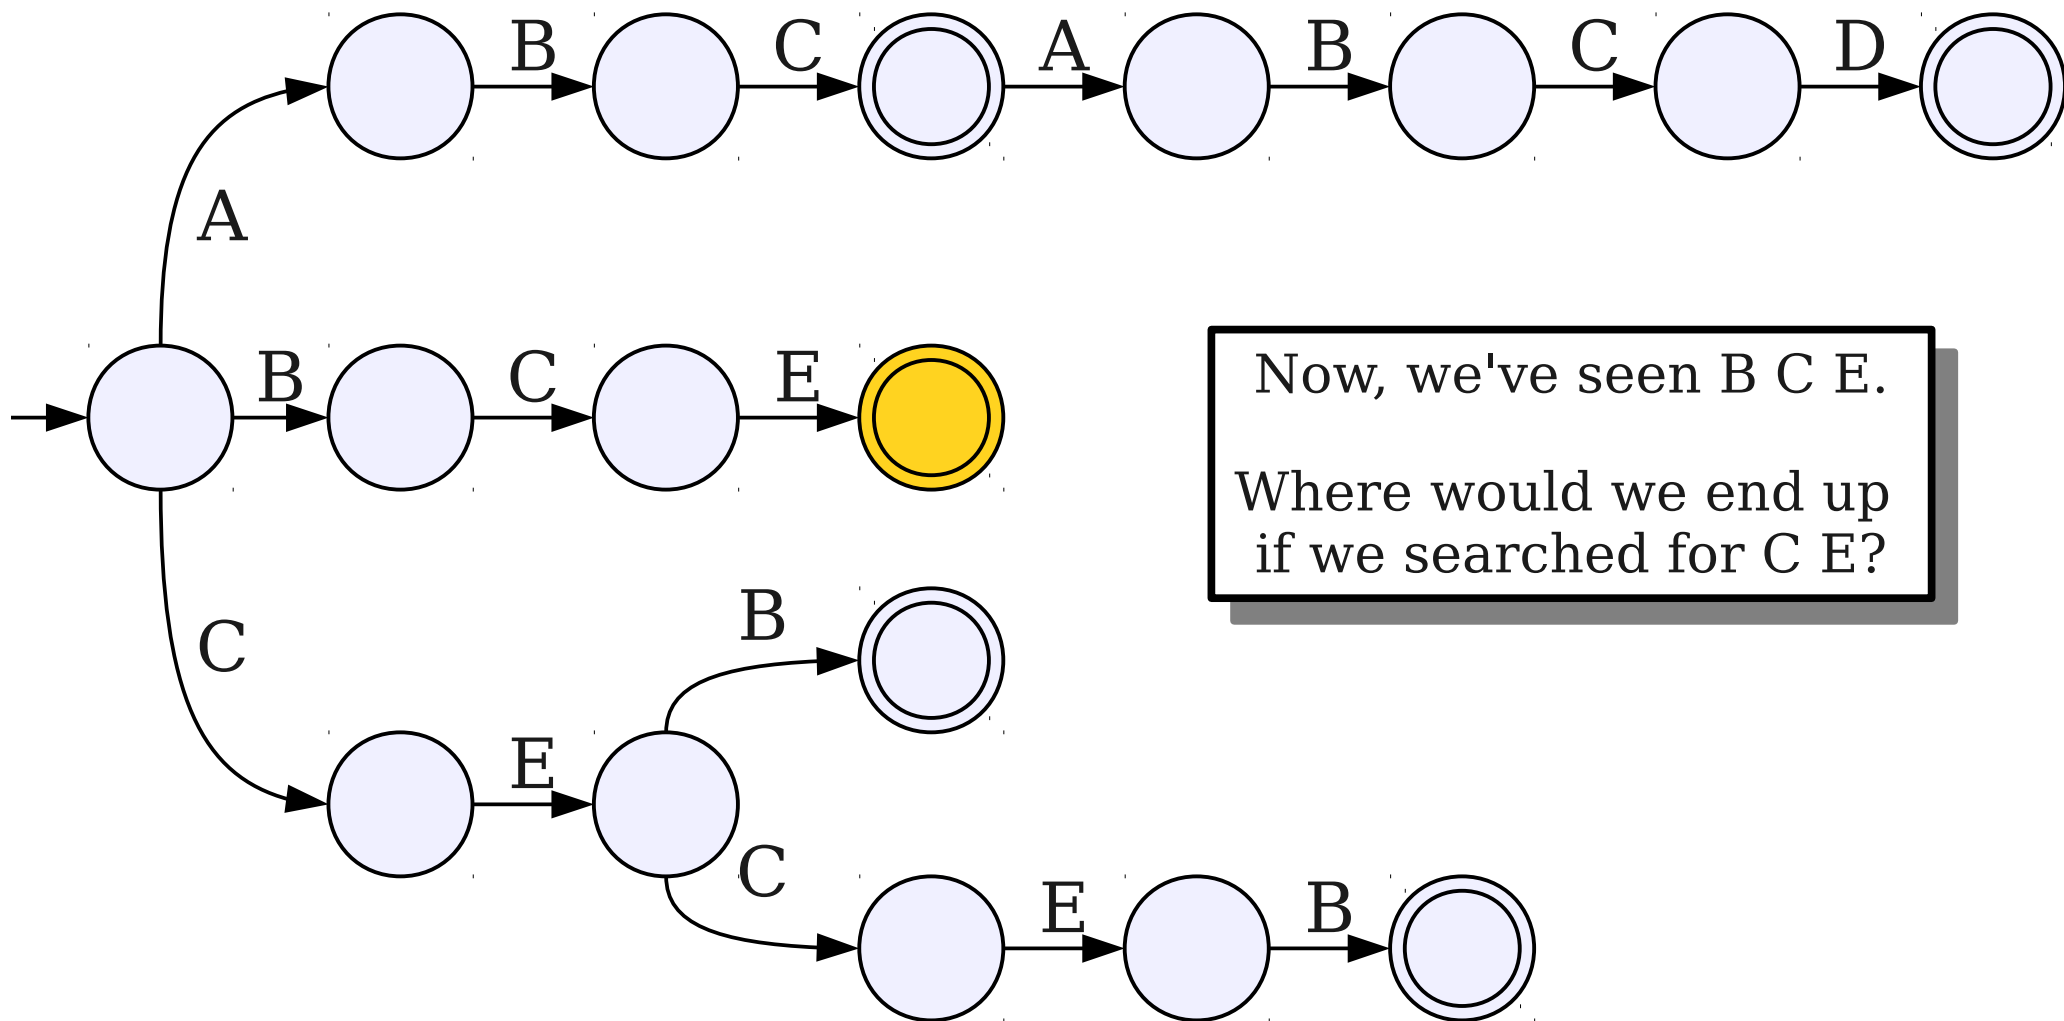 B C A B C D
A
B C E
Now, we've seen B C E.
Where would we end up
if we searched for C E?
B
C
E
C
E B